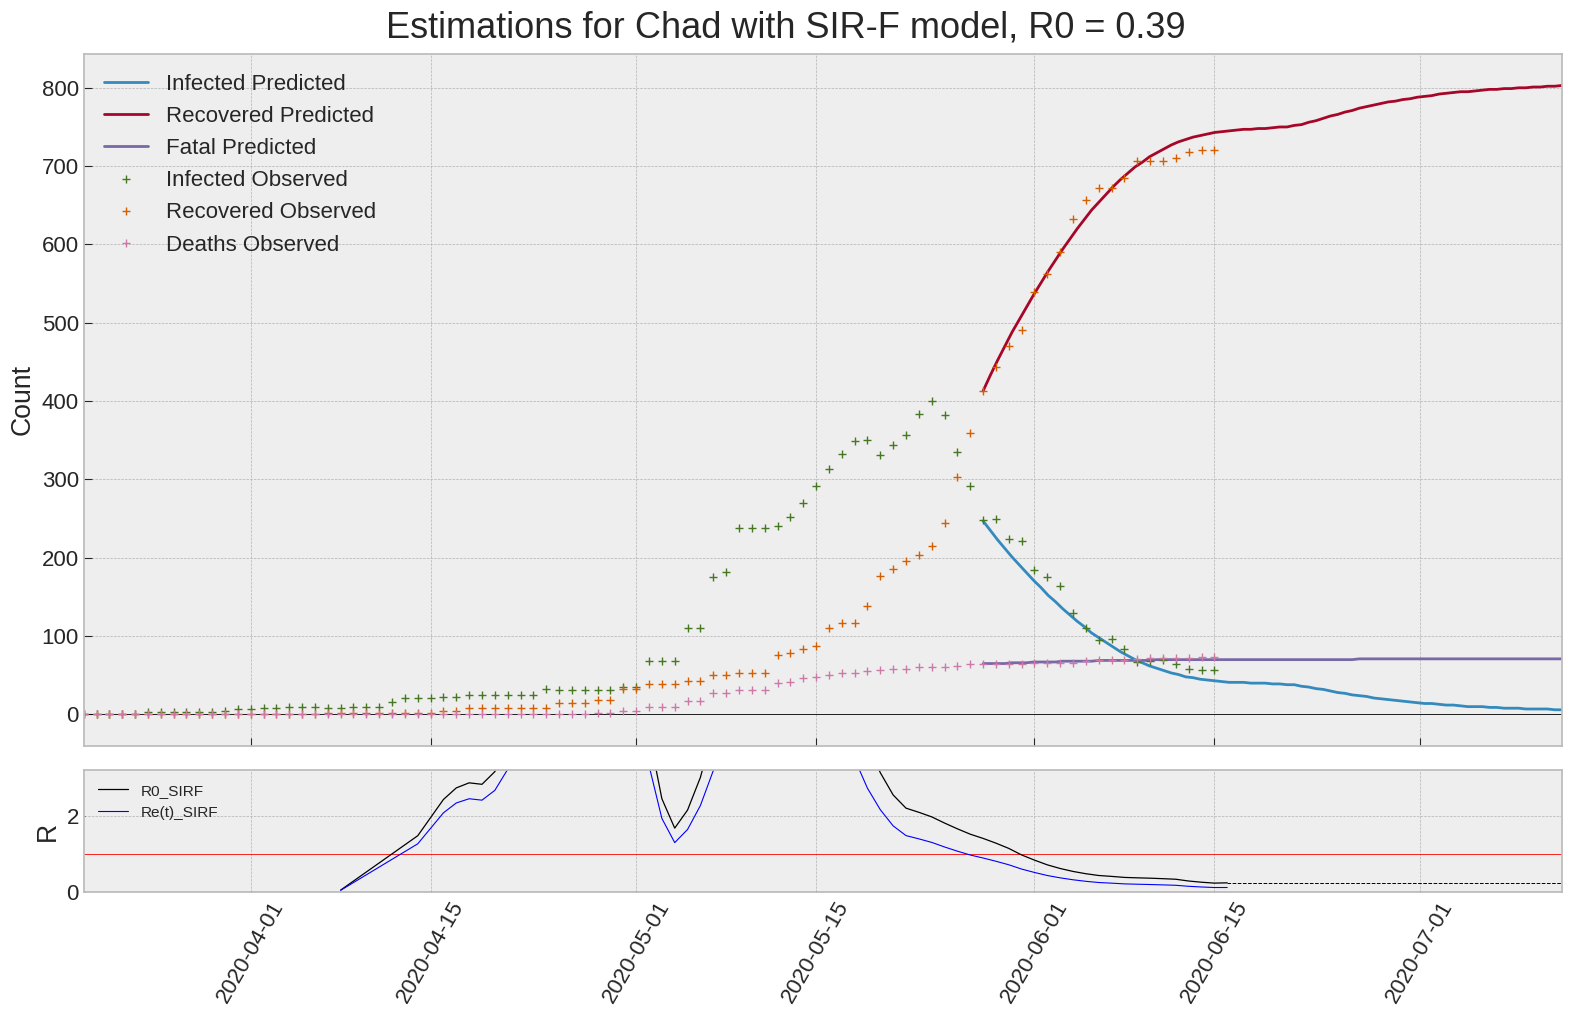 Estimations for Chad with SIR-F model, R0 = 0.39
Infected Predicted
Recovered Predicted
Fatal Predicted
Infected Observed
Recovered Observed
Deaths Observed
800
700
600
500
400
300
200
100
0
Count
R0_SIRF
Re(t)_SIRF
2
0
R
2020-04-01
2020-04-15
2020-05-01
2020-05-15
2020-06-01
2020-06-15
2020-07-01